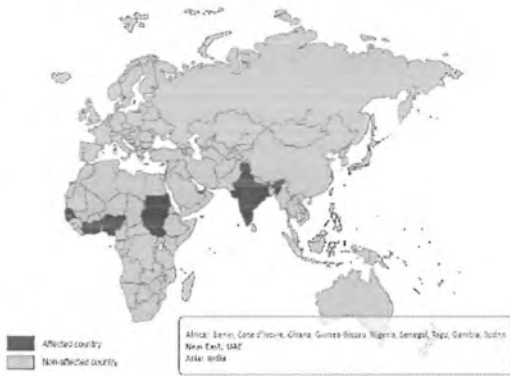 Affected country
Non-affected country
Africa: Benin, Cote d'Ivoire, Ghana, Guinea-Bissau, Nigeria, Senegal, Togo, Gambia, Sudan
Near East: UAE
Asia: India